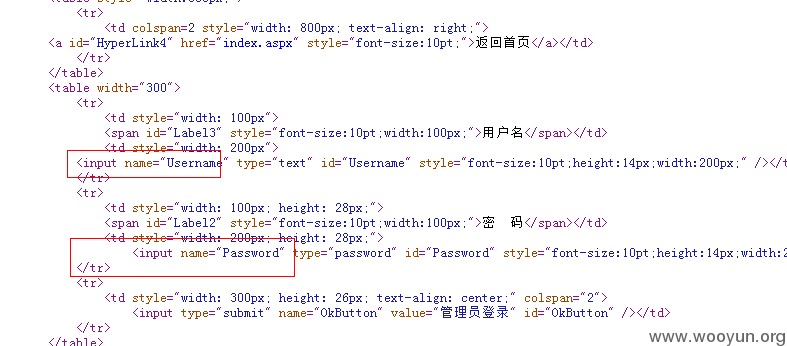 <tr>
<td colspan=2 style="width: 800px; text-align: right;">
<a id="HyperLink4" href="index.aspx" style="font-size:10pt;">返回首页</a></td>
</tr>
</table>
<table width="300">
<tr>
<td style="width: 100px">
<span id="Label3" style="font-size:10pt;width:100px;">用户名</span></td>
<td style="width: 200px">
<input name="Username" type="text" id="Username" style="font-size:10pt;height:14px;width:200px;" /></t
</tr>
<tr>
<td style="width: 100px; height: 28px;">
<span id="Label2" style="font-size:10pt;width:100px;">密　码</span></td>
<td style="width: 200px; height: 28px;">
<input name="Password" type="password" id="Password" style="font-size:10pt;height:14px;width:2
</tr>
<tr>
<td style="width: 300px; height: 26px; text-align: center;" colspan="2">
<input type="submit" name="OkButton" value="管理员登录" id="OkButton" /></td>
</tr>
</table>
www.wooyun.org